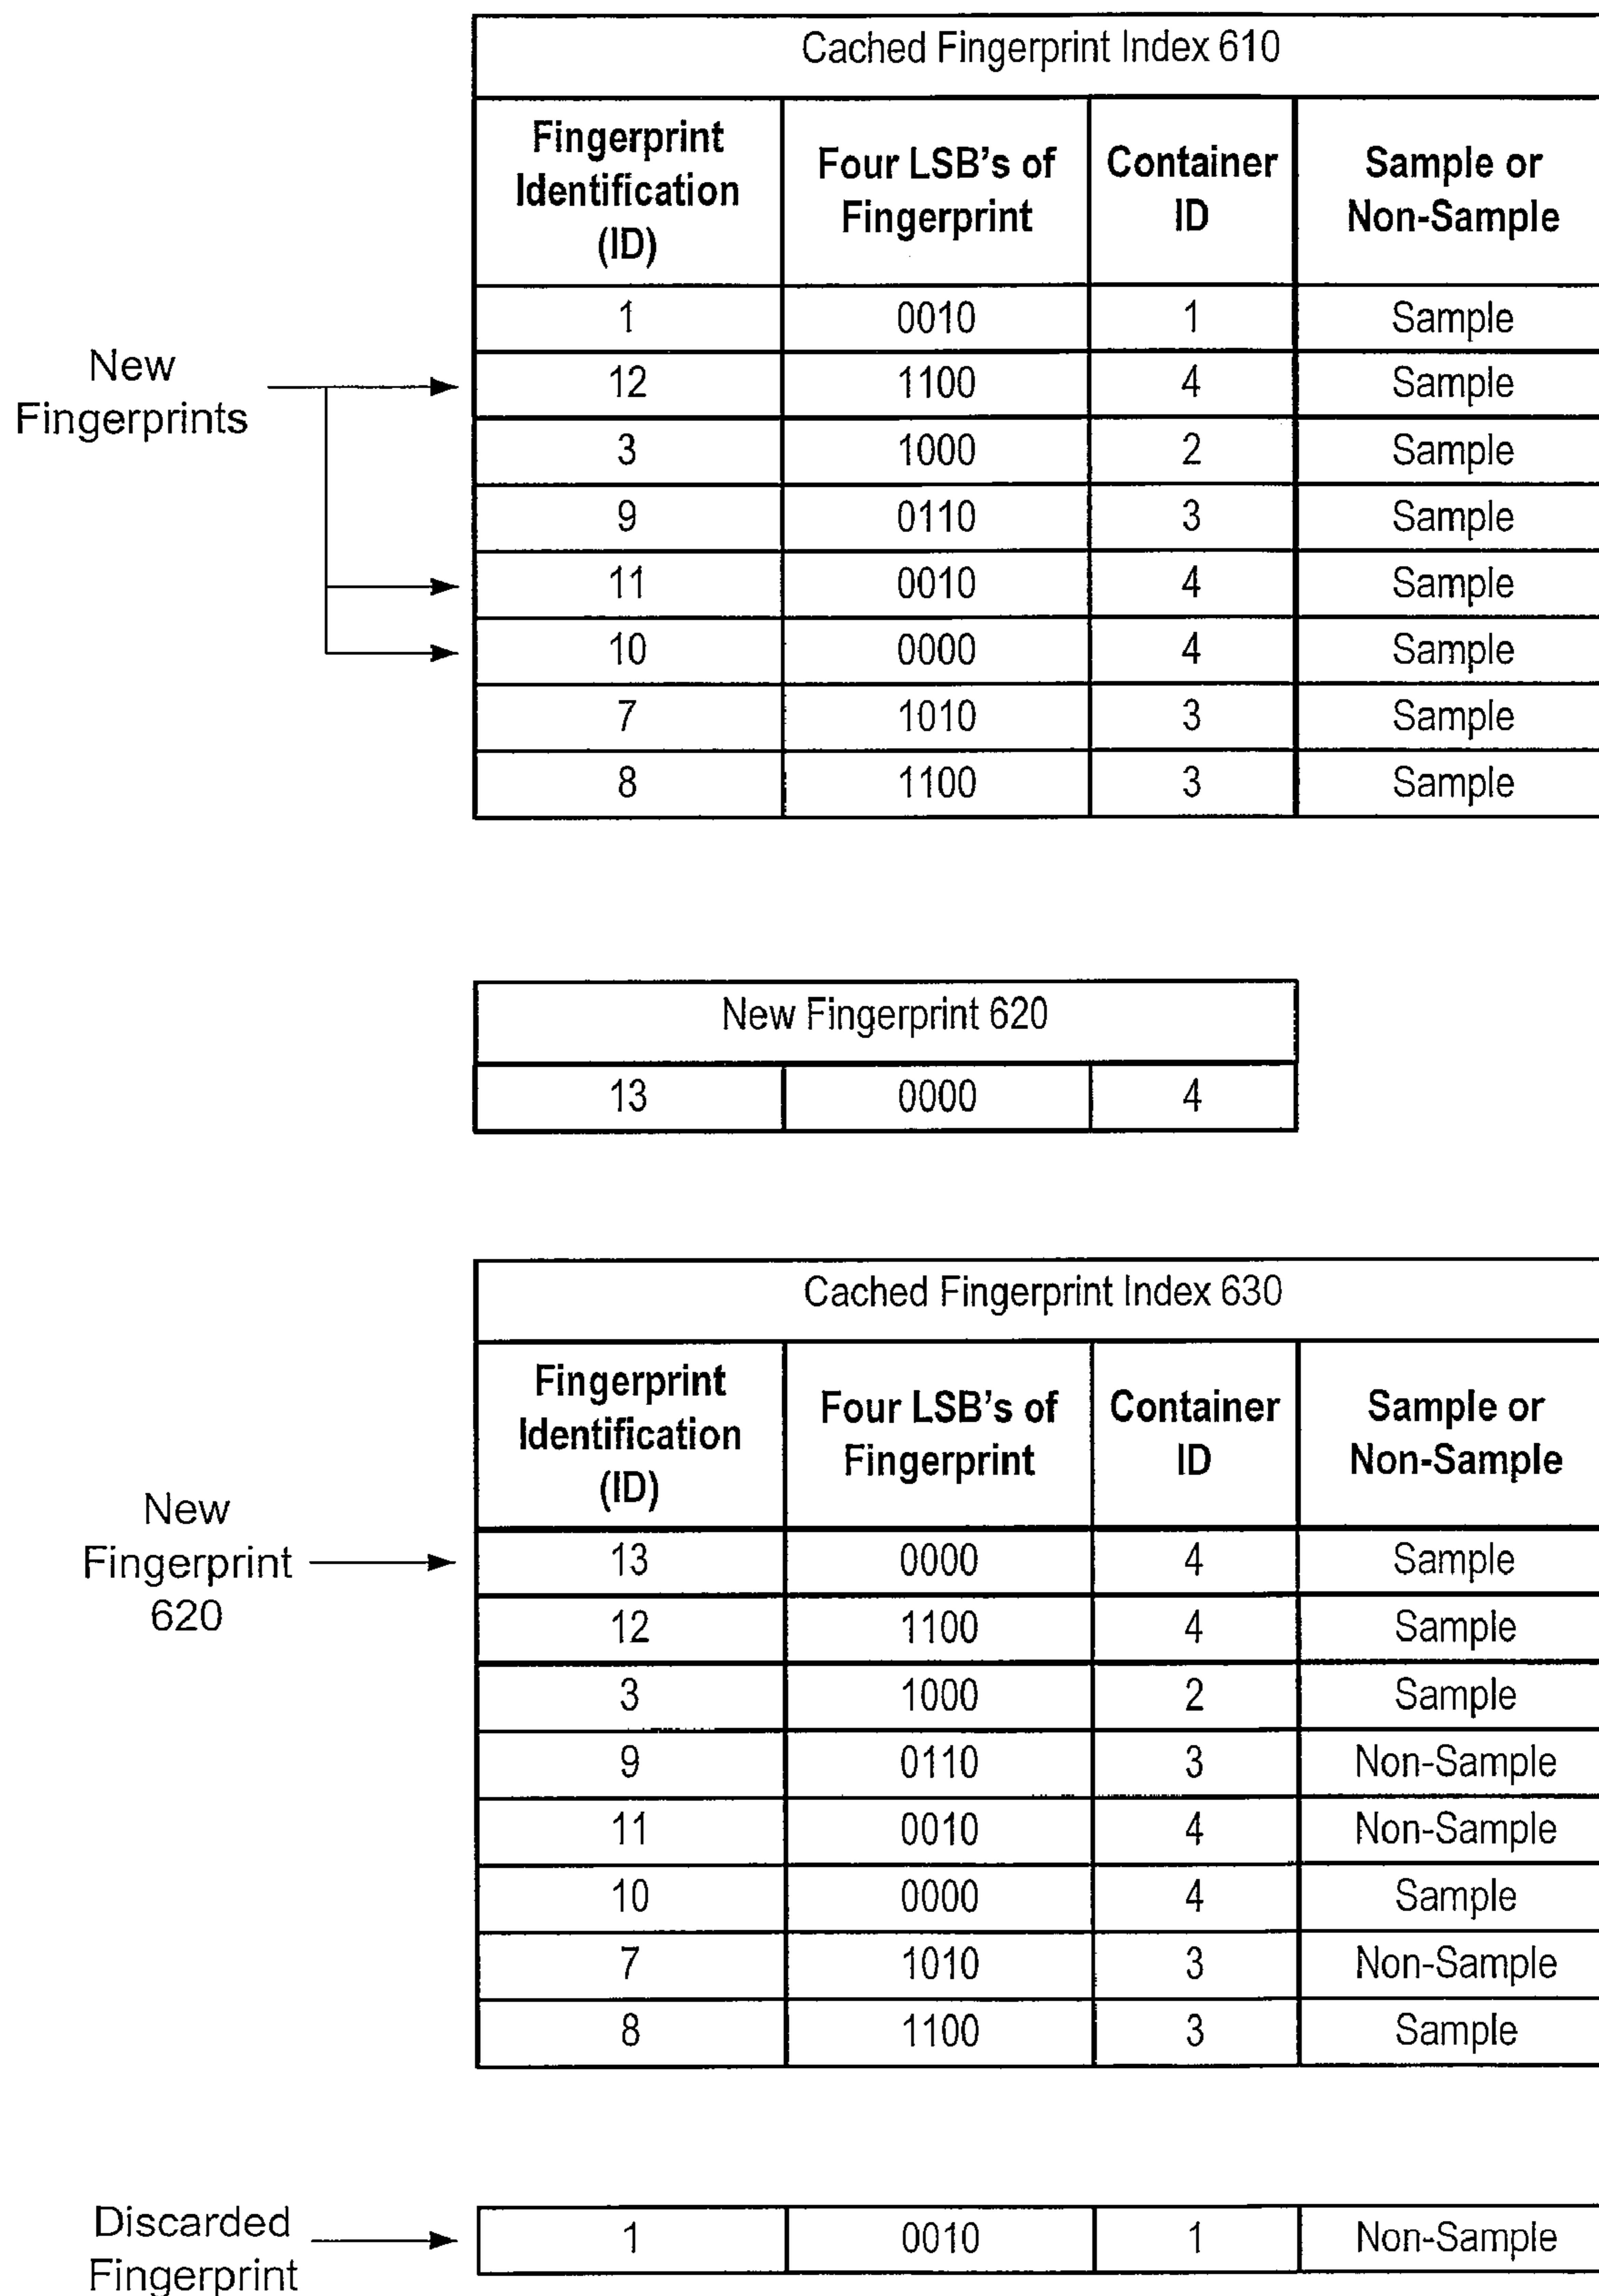 Cached Fingerprint Index 610
Fingerprint Identification (ID) Four LSB's of Fingerprint Container ID Sample or Non-Sample
1 0010 1 Sample
New Fingerprints
12 1100 4 Sample
3 1000 2 Sample
9 0110 3 Sample
11 0010 4 Sample
10 0000 4 Sample
7 1010 3 Sample
8 1100 3 Sample
New Fingerprint 620
13 0000 4
Cached Fingerprint Index 630
Fingerprint Identification (ID) Four LSB's of Fingerprint Container ID Sample or Non-Sample
New Fingerprint 620
13 0000 4 Sample
12 1100 4 Sample
3 1000 2 Sample
9 0110 3 Non-Sample
11 0010 4 Non-Sample
10 0000 4 Sample
7 1010 3 Non-Sample
8 1100 3 Sample
Discarded Fingerprint
1 0010 1 Non-Sample